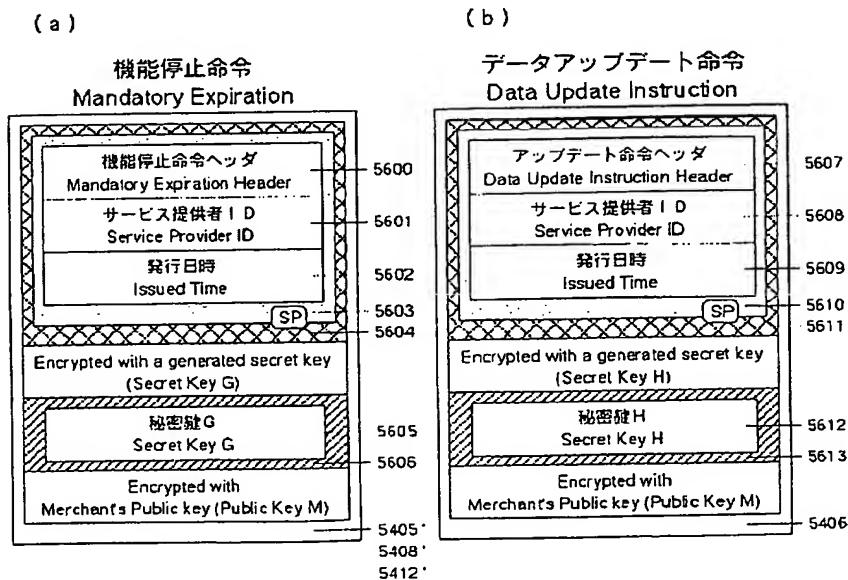 (a)
機能停止命令
Mandatory Expiration
機能停止命令ヘッダ
Mandatory Expiration Header
5600
サービス提供者ID
Service Provider ID
5601
発行日時
Issued Time
5602
5603
SP
5604
Encrypted with a generated secret key
(Secret Key G)
秘密鍵G
Secret Key G
5605
5606
Encrypted with
Merchant's Public key (Public Key M)
5405'
5408'
5412'
(b)
データアップデート命令
Data Update Instruction
アップデート命令ヘッダ
Data Update Instruction Header
5607
サービス提供者ID
Service Provider ID
5608
発行日時
Issued Time
5609
5610
SP
5611
Encrypted with a generated secret key
(Secret Key H)
秘密鍵H
Secret Key H
5612
5613
Encrypted with
Merchant's Public key (Public Key M)
5406